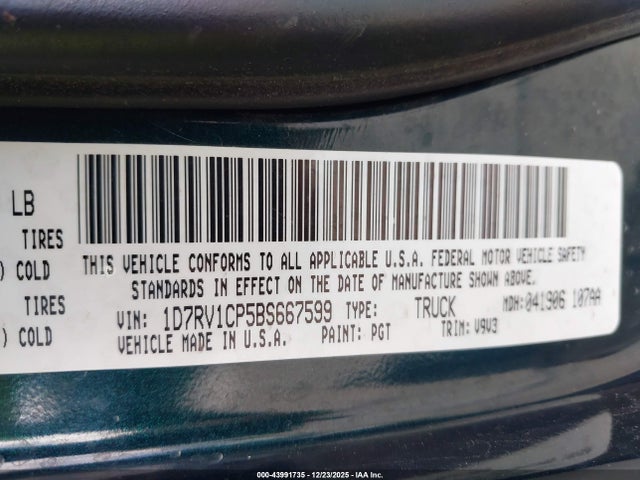 LB
TIRES
) COLD
TIRES
) COLD
THIS VEHICLE CONFORMS TO ALL APPLICABLE U.S.A. FEDERAL MOTOR VEHICLE SAFETY
STANDARDS IN EFFECT ON THE DATE OF MANUFACTURE SHOWN ABOVE.
VIN: 1D7RV1CP5BS667599 TYPE: TRUCK MDH:041906 107AA
VEHICLE MADE IN U.S.A. PAINT: PGT TRIM: V9V3
000-43991735 - 12/23/2025 - IAA Inc.